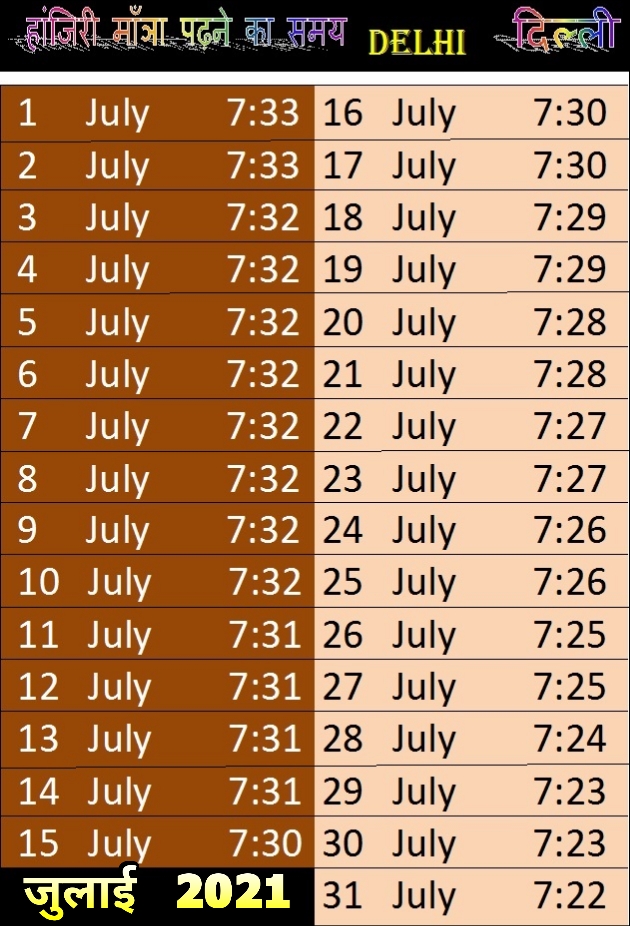 हांजिरी माँत्रा पढ़ने का समय DELHI दिल्ली
1 July 7:33 16 July 7:30
2 July 7:33 17 July 7:30
3 July 7:32 18 July 7:29
4 July 7:32 19 July 7:29
5 July 7:32 20 July 7:28
6 July 7:32 21 July 7:28
7 July 7:32 22 July 7:27
8 July 7:32 23 July 7:27
9 July 7:32 24 July 7:26
10 July 7:32 25 July 7:26
11 July 7:31 26 July 7:25
12 July 7:31 27 July 7:25
13 July 7:31 28 July 7:24
14 July 7:31 29 July 7:23
15 July 7:30 30 July 7:23
जुलाई 2021 31 July 7:22